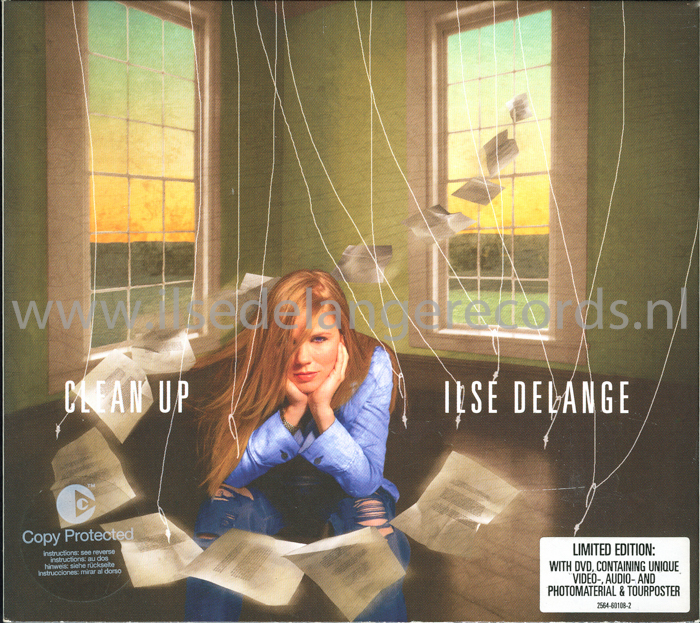 www.ilsedelangerecords.nl
CLEAN UP
ILSE DELANGE
Copy Protected
instructions: see reverse
instructions: au dos
hinweis: siehe rückseite
instrucciones: mirar al dorso
LIMITED EDITION:
WITH DVD, CONTAINING UNIQUE
VIDEO-, AUDIO- AND
PHOTOMATERIAL & TOURPOSTER
2564-60108-2